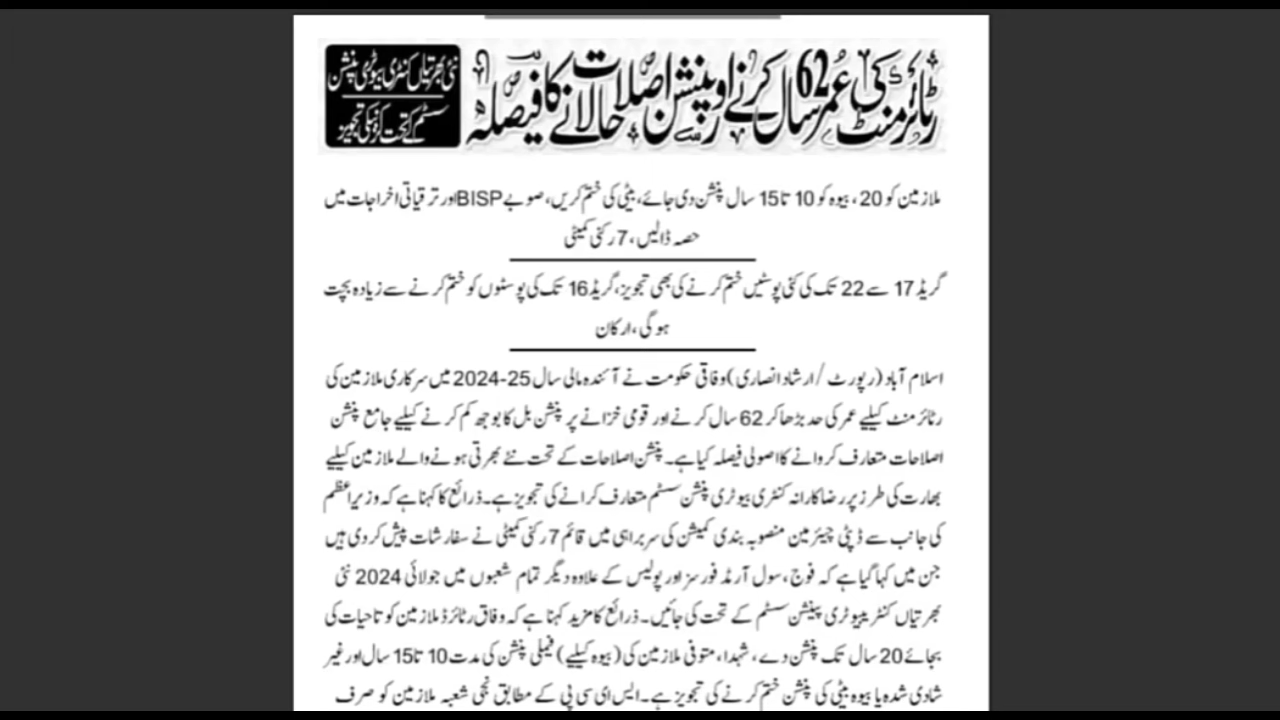 ریٹائرمنٹ کی عمر 62 سال کرنے اور پنشن اصلاحات لانے کا فیصلہ
نئی بھرتیاں کنٹری بیوٹری پنشن
سسٹم کے تحت کرنیکی تجویز
ملازمین کو 20، بیوہ کو 10 تا 15 سال پنشن دی جائے، بیٹی کی ختم کریں، صوبے BISP اور ترقیاتی اخراجات میں
حصہ ڈالیں، 7 رکنی کمیٹی
گریڈ 17 سے 22 تک کی کئی پوسٹیں ختم کرنے کی بھی تجویز، گریڈ 16 تک کی پوسٹوں کو ختم کرنے سے زیادہ بچت
ہوگی، ارکان
اسلام آباد (رپورٹ/ارشاد انصاری) وفاقی حکومت نے آئندہ مالی سال 25-2024 میں سرکاری ملازمین کی
رٹائرمنٹ کیلیے عمر کی حد بڑھا کر 62 سال کرنے اور قومی خزانے پر پنشن بل کا بوجھ کم کرنے کیلیے جامع پنشن
اصلاحات متعارف کروانے کا اصولی فیصلہ کیا ہے۔ پنشن اصلاحات کے تحت نئے بھرتی ہونے والے ملازمین کیلیے
بھارت کی طرز پر رضاکارانہ کنٹری بیوٹری پنشن سسٹم متعارف کرانے کی تجویز ہے۔ ذرائع کا کہنا ہے کہ وزیراعظم
کی جانب سے ڈپٹی چیئرمین منصوبہ بندی کمیشن کی سربراہی میں قائم 7 رکنی کمیٹی نے سفارشات پیش کر دی ہیں
جن میں کہا گیا ہے کہ فوج، سول آرمڈ فورسز اور پولیس کے علاوہ دیگر تمام شعبوں میں جولائی 2024 نئی
بھرتیاں کنٹریبیوٹری پینشن سسٹم کے تحت کی جائیں۔ ذرائع کا مزید کہنا ہے کہ وفاق رٹائرڈ ملازمین کو تاحیات کی
بجائے 20 سال تک پنشن دے، شہدا، متوفی ملازمین کی (بیوہ کیلیے) فیملی پنشن کی مدت 10 تا 15 سال اور غیر
شادی شدہ یا بیوہ بیٹی کی پنشن ختم کرنے کی تجویز ہے۔ ایس ای سی پی کے مطابق نجی شعبہ ملازمین کو صرف